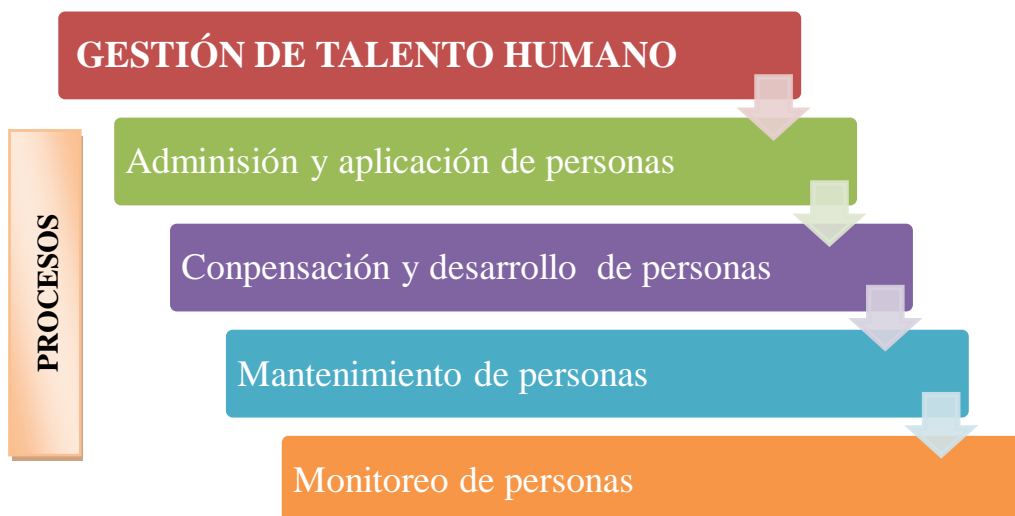 GESTIÓN DE TALENTO HUMANO
PROCESOS
Adminisión y aplicación de personas
Conpensación y desarrollo de personas
Mantenimiento de personas
Monitoreo de personas